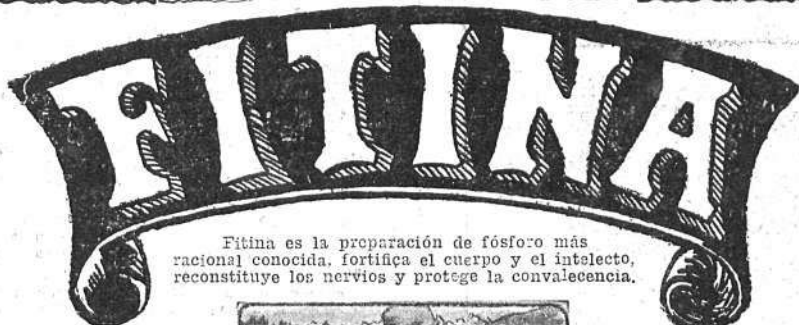 FITINA
Fitina es la preparación de fósforo más
racional conocida, fortifica el cuerpo y el intelecto,
reconstituye los nervios y protege la convalecencia.